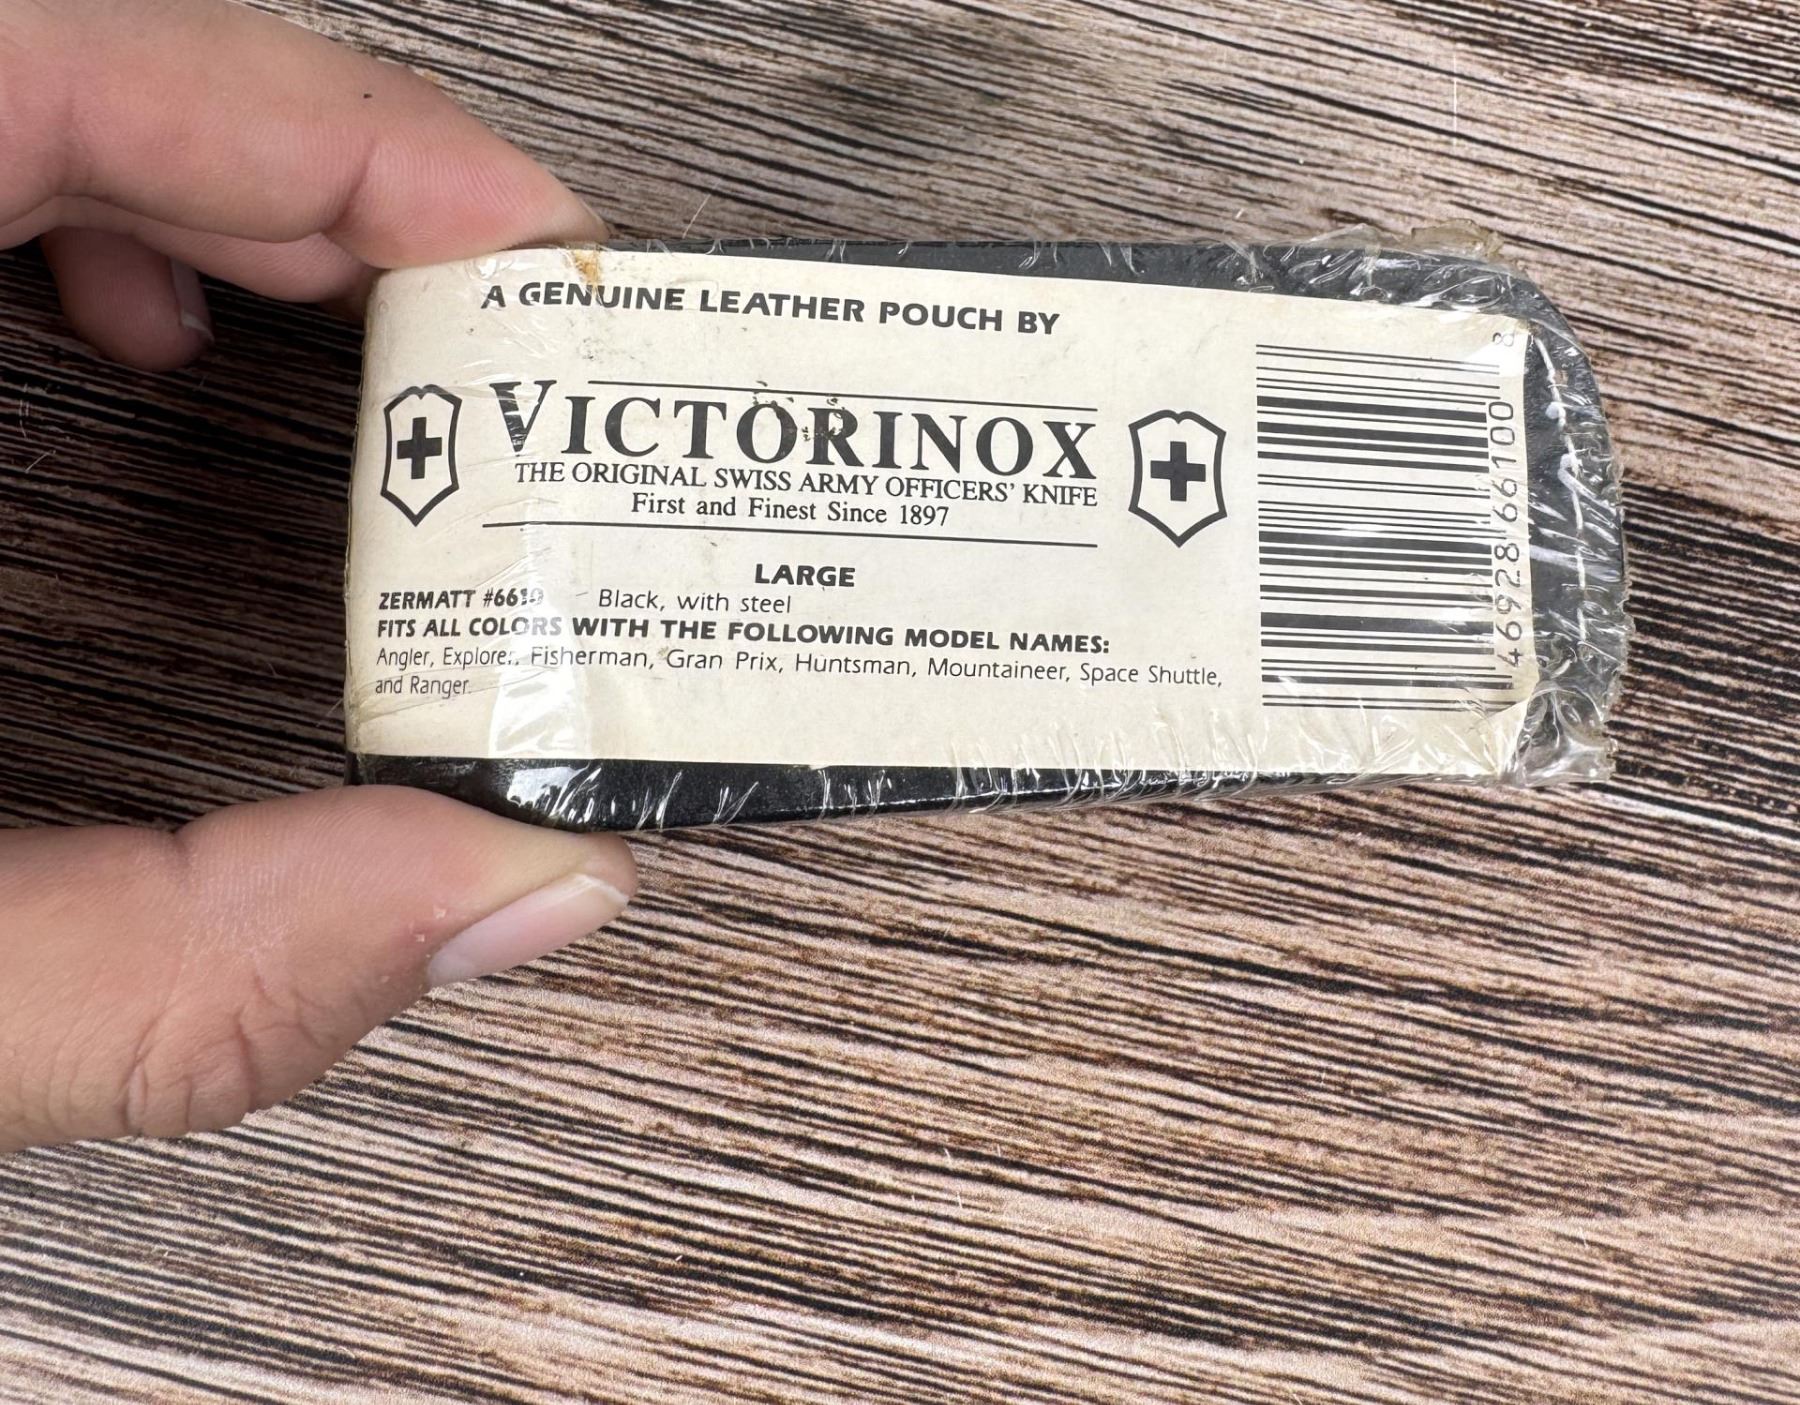 A GENUINE LEATHER POUCH BY
VICTORINOX
THE ORIGINAL SWISS ARMY OFFICERS' KNIFE
First and Finest Since 1897
LARGE
ZERMATT Black, with steel
FITS ALL COLORS WITH THE FOLLOWING MODEL NAMES:
Angler, Explorer, Fisherman, Gran Prix, Huntsman, Mountaineer, Space Shuttle,
and Ranger.
46928 66100 8